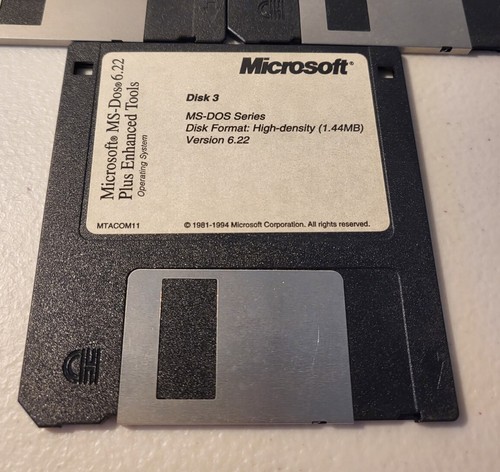 Microsoft® MS-Dos® 6.22
Plus Enhanced Tools
Operating System
Microsoft®
Disk 3
MS-DOS Series
Disk Format: High-density (1.44MB)
Version 6.22
MTACOM11
© 1981-1994 Microsoft Corporation. All rights reserved.
HD